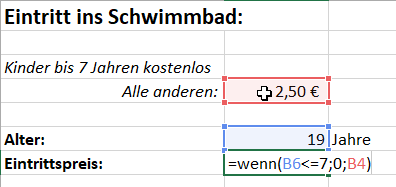 Eintritt ins Schwimmbad:
Kinder bis 7 Jahren kostenlos
Alle anderen: 2,50 €
Alter: 19 Jahre
Eintrittspreis: =wenn(B6<=7;0;B4)